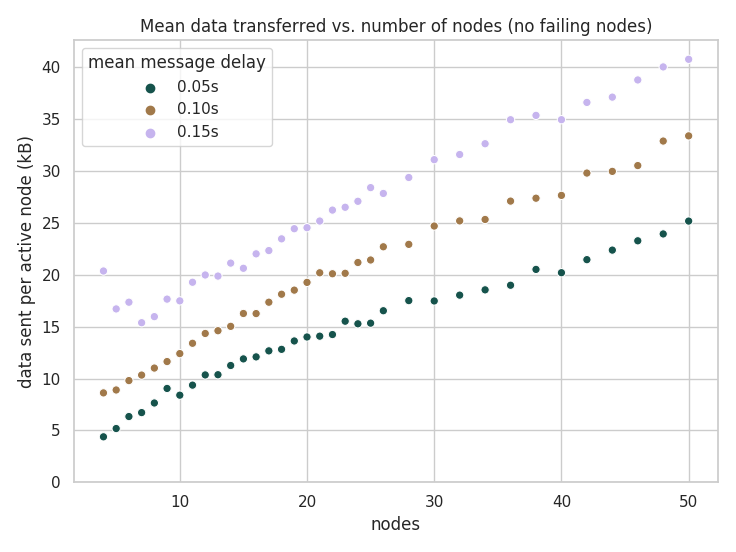 Mean data transferred vs. number of nodes (no failing nodes)
mean message delay
0.05s
0.10s
0.15s
data sent per active node (kB)
40
35
30
25
20
15
10
5
0
10
20
30
40
50
nodes